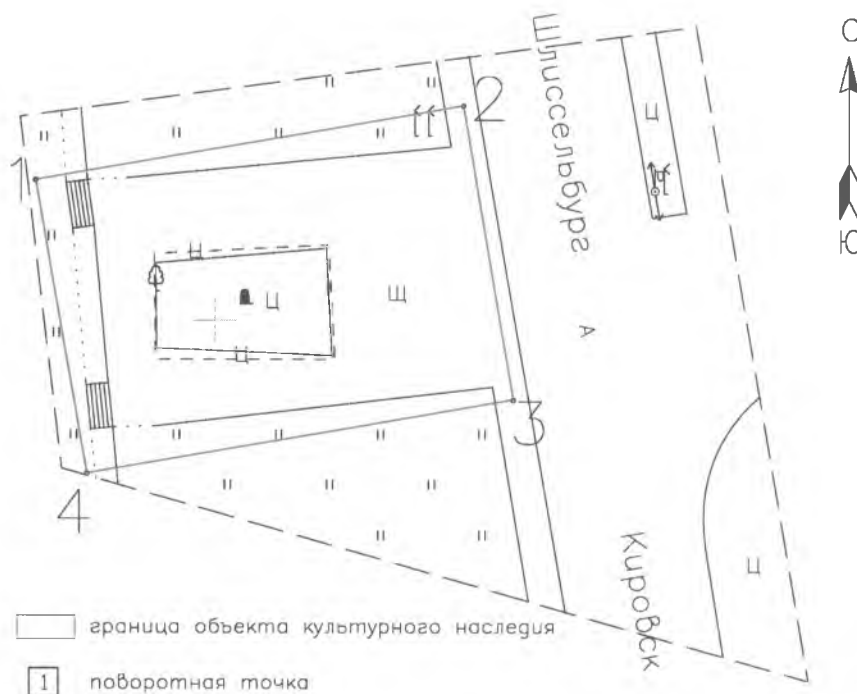 С
Шлиссельбург
2
1
Ц
Ц
Ц
Щ
Ц
А
Ю
3
4
Кировск
Ц
граница объекта культурного наследия
1 поворотная точка